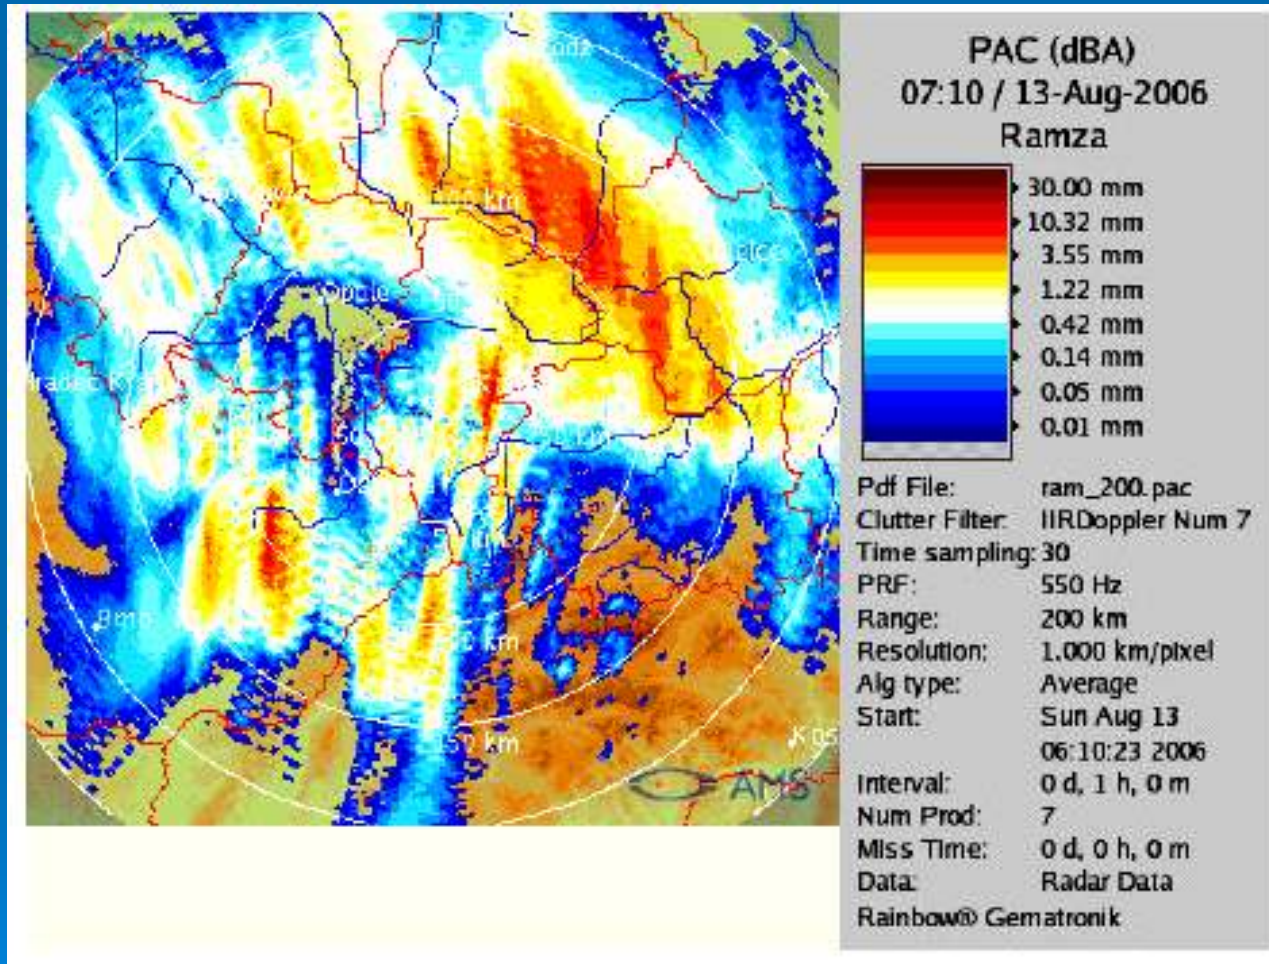 PAC (dBA)
07:10 / 13-Aug-2006
Ramza
30.00 mm
10.32 mm
3.55 mm
1.22 mm
0.42 mm
0.14 mm
0.05 mm
0.01 mm
Pdf File: ram_200.pac
Clutter Filter: IIRDoppler Num 7
Time sampling: 30
PRF: 550 Hz
Range: 200 km
Resolution: 1.000 km/pixel
Alg type: Average
Start: Sun Aug 13
06:10:23 2006
Interval: 0 d, 1 h, 0 m
Num Prod: 7
Miss Time: 0 d, 0 h, 0 m
Data: Radar Data
Rainbow® Gematronik
Opole
Hradec
km
km
AMS